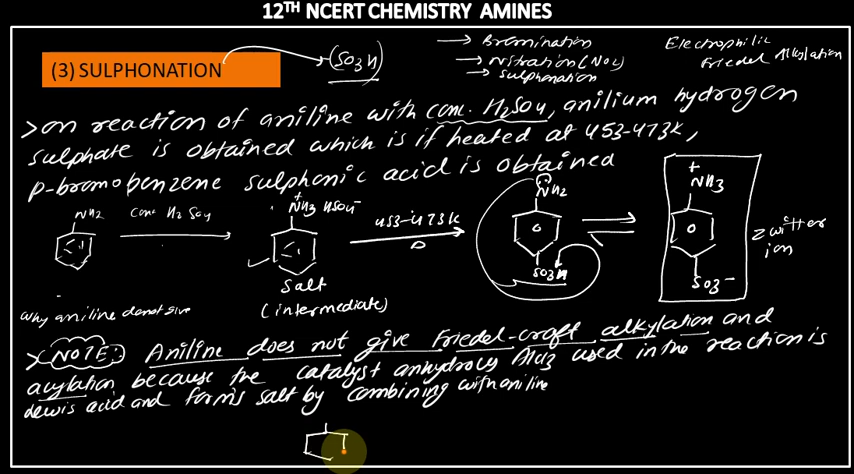 12TH NCERT CHEMISTRY AMINES
(3) SULPHONATION
(SO3H)
→ Bromination
→ Nitration (NO2)
→ Sulphonation
Electrophilic
Friedel Alkylation
> on reaction of aniline with conc. H2SO4, anilium hydrogen
sulphate is obtained which is if heated at 453-473K,
p-bromobenzene sulphonic acid is obtained
NH2
conc H2SO4
+
NH3 HSO4-
Salt
(intermediate)
453-473K
Δ
NH2
SO3H
+
NH3
SO3-
zwitter
ion
why aniline donot give
> NOTE: Aniline does not give Friedel-craft alkylation and
acylation because the catalyst anhydrous AlCl3 used in the reaction is
lewis acid and forms salt by combining with aniline